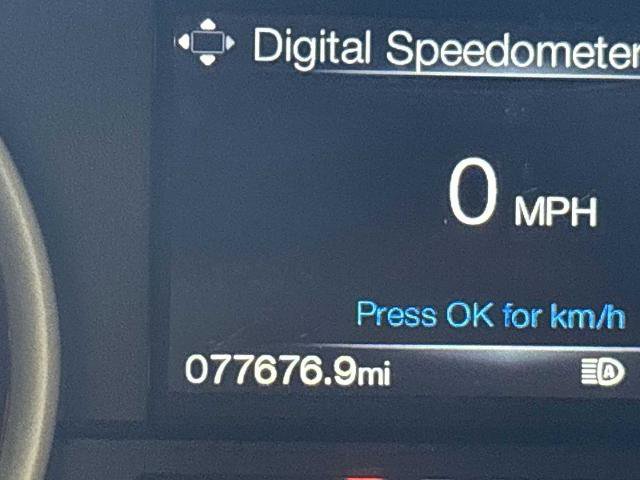 Digital Speedometer
0 MPH
Press OK for km/h
077676.9mi
A